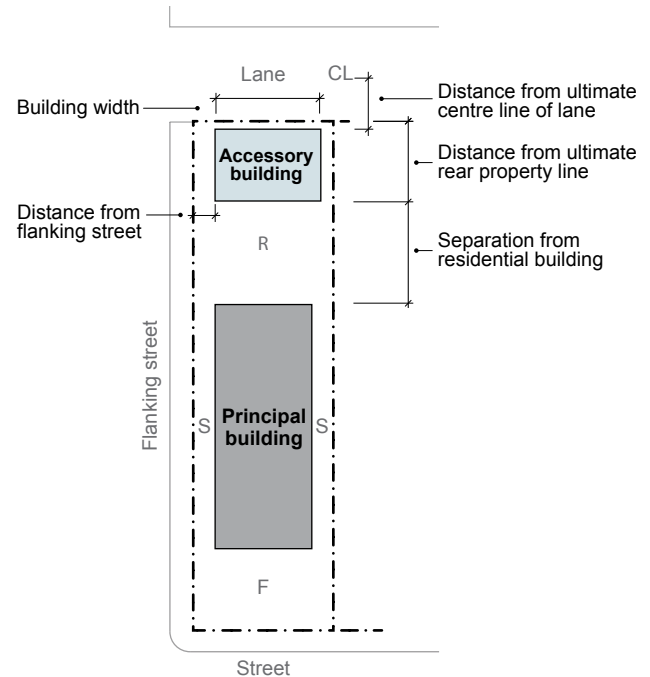 Lane
CL
Building width
Distance from ultimate
centre line of lane
Accessory
building
Distance from ultimate
rear property line
Distance from
flanking street
R
Separation from
residential building
Flanking street
S
Principal
building
S
F
Street